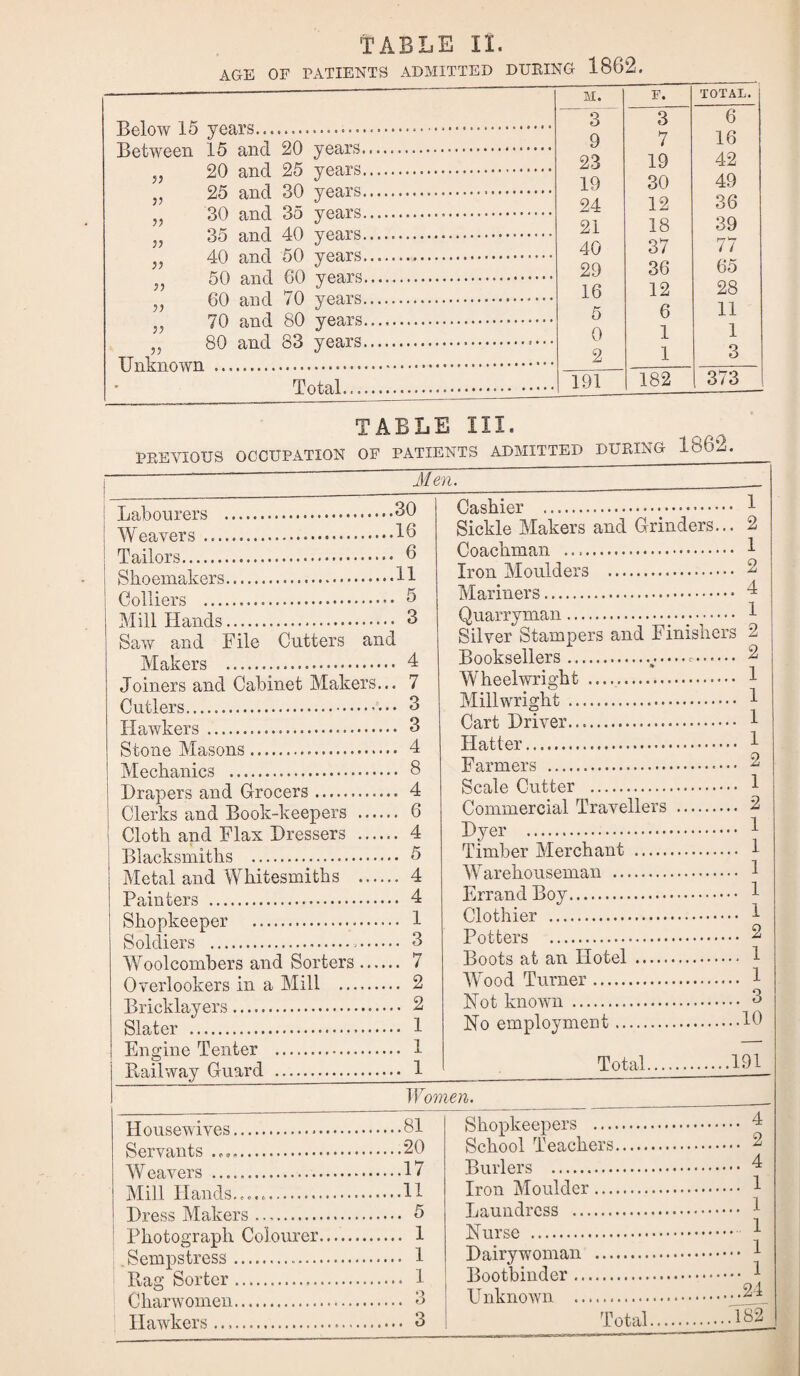 TABLE II.
AGE OF PATIENTS ADMITTED DURING 1862.
M. F. TOTAL.
Below 15 years 3 3 6
Between 15 and 20 years 9 7 16
„ 20 and 25 years 23 19 42
„ 25 and 30 years 19 30 49
„ 30 and 35 years 24 12 36
„ 35 and 40 years 21 18 39
„ 40 and 50 years 40 37 77
„ 50 and 60 years 29 36 65
„ 60 and 70 years 16 12 28
„ 70 and 80 years 5 6 11
„ 80 and 83 years 0 1 1
Unknown 2 1 3
Total 191 182 373
TABLE III.
PREVIOUS OCCUPATION OF PATIENTS ADMITTED DURING 1862.
Men.
Labourers 30
Weavers 16
Tailors 6
Shoemakers 11
Colliers 5
Mill Hands 3
Saw and File Cutters and
Makers 4
Joiners and Cabinet Makers... 7
Cutlers 3
Hawkers 3
Stone Masons 4
Mechanics 8
Drapers and Grocers 4
Clerks and Book-keepers 6
Cloth and Flax Dressers 4
Blacksmiths 5
Metal and Whitesmiths 4
Painters 4
Shopkeeper 1
Soldiers 3
Woolcombers and Sorters 7
Overlookers in a Mill 2
Bricklayers 2
Slater 1
Engine Tenter 1
Railway Guard 1
Cashier 1
Sickle Makers and Grinders... 2
Coachman 1
Iron Moulders 2
Mariners 4
Quarryman 1
Silver Stampers and Finishers 2
Booksellers 2
Wheelwright 1
Millwright 1
Cart Driver 1
Hatter 1
Farmers 2
Scale Cutter 1
Commercial Travellers 2
Dyer 1
Timber Merchant 1
Warehouseman 1
Errand Boy 1
Clothier 1
Potters 2
Boots at an Hotel 1
Wood Turner 1
Not known 3
No employment 10
Total 191
Women.
Housewives 81
Servants 20
Weavers 17
Mill Hands 11
Dress Makers 5
Photograph Colourer 1
Sempstress 1
Rag Sorter 1
Charwomen 3
Hawkers 3
Shopkeepers 4
School Teachers 2
Burlers 4
Iron Moulder 1
Laundress 1
Nurse 1
Dairywoman 1
Bootbinder 1
Unknown 24
Total 182